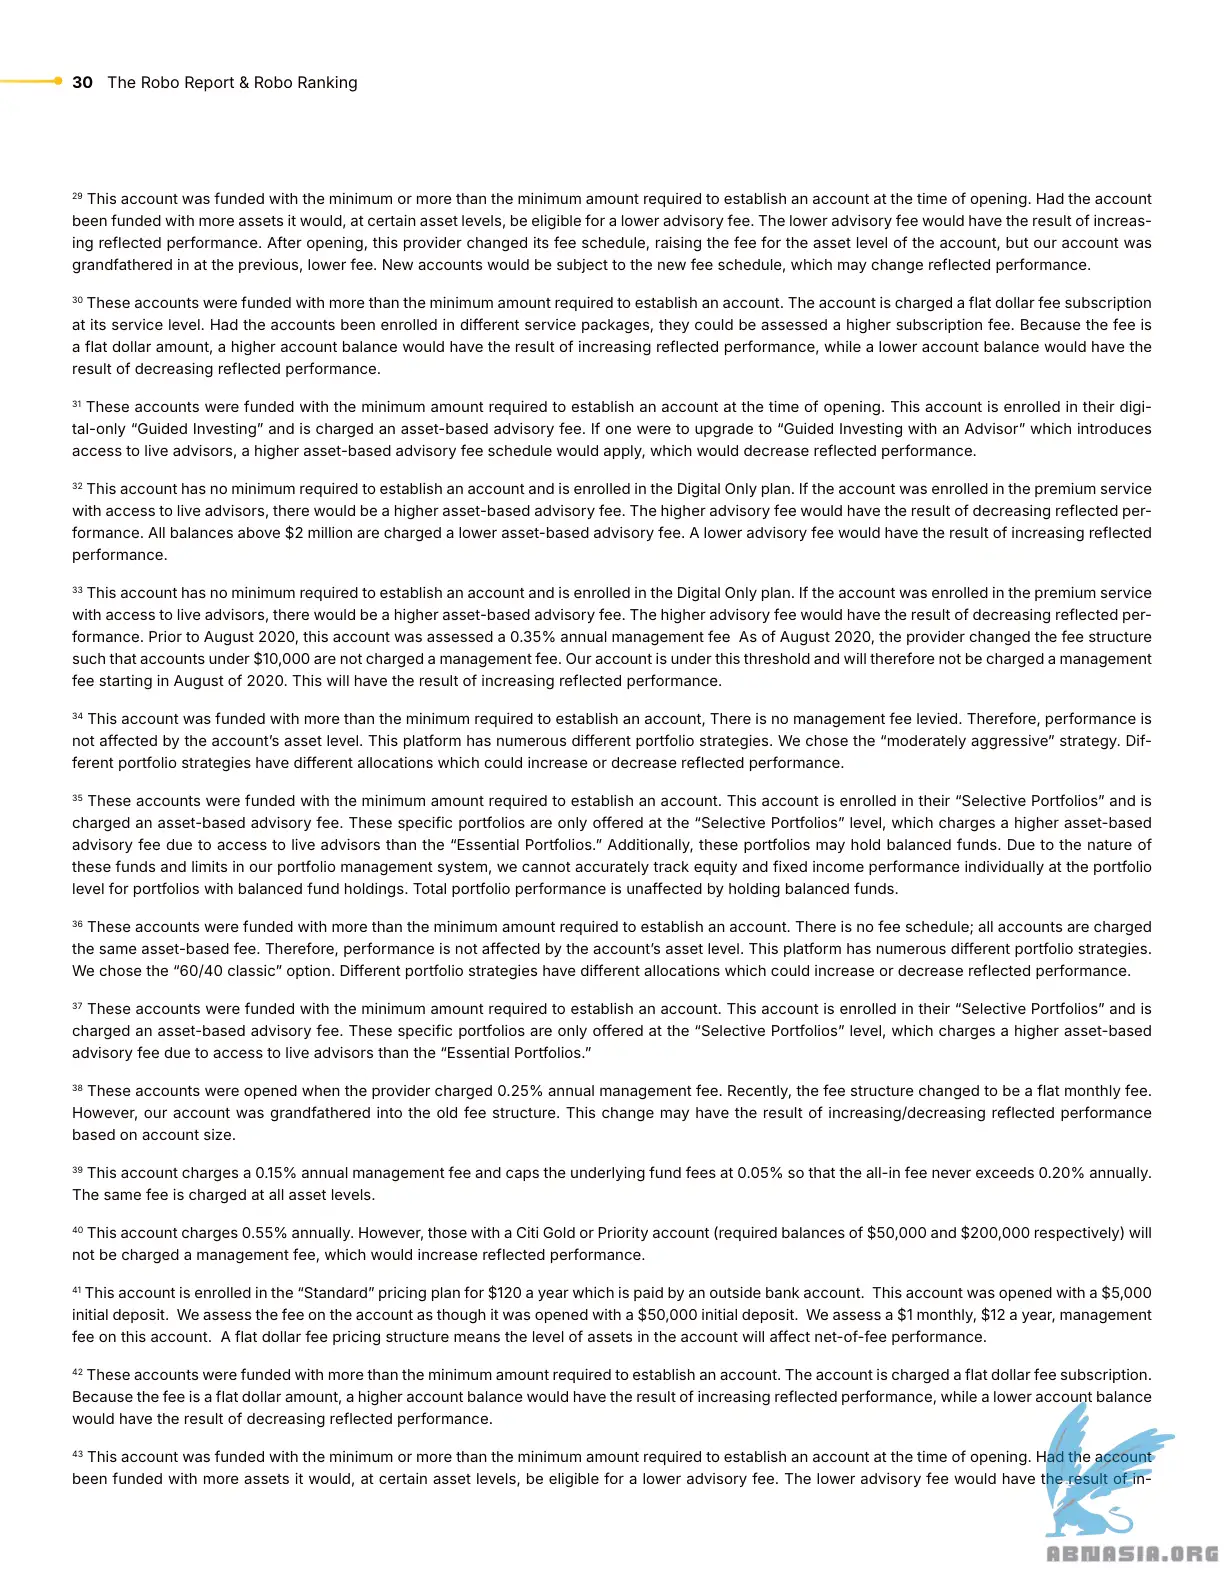 30 The Robo Report & Robo Ranking
29 This account was funded with the minimum or more than the minimum amount required to establish an account at the time of opening. Had the account
been funded with more assets it would, at certain asset levels, be eligible for a lower advisory fee. The lower advisory fee would have the result of increas-
ing reflected performance. After opening, this provider changed its fee schedule, raising the fee for the asset level of the account, but our account was
grandfathered in at the previous, lower fee. New accounts would be subject to the new fee schedule, which may change reflected performance.
30 These accounts were funded with more than the minimum amount required to establish an account. The account is charged a flat dollar fee subscription
at its service level. Had the accounts been enrolled in different service packages, they could be assessed a higher subscription fee. Because the fee is
a flat dollar amount, a higher account balance would have the result of increasing reflected performance, while a lower account balance would have the
result of decreasing reflected performance.
31 These accounts were funded with the minimum amount required to establish an account at the time of opening. This account is enrolled in their digi-
tal-only “Guided Investing” and is charged an asset-based advisory fee. If one were to upgrade to “Guided Investing with an Advisor” which introduces
access to live advisors, a higher asset-based advisory fee schedule would apply, which would decrease reflected performance.
32 This account has no minimum required to establish an account and is enrolled in the Digital Only plan. If the account was enrolled in the premium service
with access to live advisors, there would be a higher asset-based advisory fee. The higher advisory fee would have the result of decreasing reflected per-
formance. All balances above $2 million are charged a lower asset-based advisory fee. A lower advisory fee would have the result of increasing reflected
performance.
33 This account has no minimum required to establish an account and is enrolled in the Digital Only plan. If the account was enrolled in the premium service
with access to live advisors, there would be a higher asset-based advisory fee. The higher advisory fee would have the result of decreasing reflected per-
formance. Prior to August 2020, this account was assessed a 0.35% annual management fee  As of August 2020, the provider changed the fee structure
such that accounts under $10,000 are not charged a management fee. Our account is under this threshold and will therefore not be charged a management
fee starting in August of 2020. This will have the result of increasing reflected performance.
34 This account was funded with more than the minimum required to establish an account, There is no management fee levied. Therefore, performance is
not affected by the account’s asset level. This platform has numerous different portfolio strategies. We chose the “moderately aggressive” strategy. Dif-
ferent portfolio strategies have different allocations which could increase or decrease reflected performance.
35 These accounts were funded with the minimum amount required to establish an account. This account is enrolled in their “Selective Portfolios” and is
charged an asset-based advisory fee. These specific portfolios are only offered at the “Selective Portfolios” level, which charges a higher asset-based
advisory fee due to access to live advisors than the “Essential Portfolios.” Additionally, these portfolios may hold balanced funds. Due to the nature of
these funds and limits in our portfolio management system, we cannot accurately track equity and fixed income performance individually at the portfolio
level for portfolios with balanced fund holdings. Total portfolio performance is unaffected by holding balanced funds.
36 These accounts were funded with more than the minimum amount required to establish an account. There is no fee schedule; all accounts are charged
the same asset-based fee. Therefore, performance is not affected by the account’s asset level. This platform has numerous different portfolio strategies.
We chose the “60/40 classic” option. Different portfolio strategies have different allocations which could increase or decrease reflected performance.
37 These accounts were funded with the minimum amount required to establish an account. This account is enrolled in their “Selective Portfolios” and is
charged an asset-based advisory fee. These specific portfolios are only offered at the “Selective Portfolios” level, which charges a higher asset-based
advisory fee due to access to live advisors than the “Essential Portfolios.”
38 These accounts were opened when the provider charged 0.25% annual management fee. Recently, the fee structure changed to be a flat monthly fee.
However, our account was grandfathered into the old fee structure. This change may have the result of increasing/decreasing reflected performance
based on account size.
39 This account charges a 0.15% annual management fee and caps the underlying fund fees at 0.05% so that the all-in fee never exceeds 0.20% annually.
The same fee is charged at all asset levels.
40 This account charges 0.55% annually. However, those with a Citi Gold or Priority account (required balances of $50,000 and $200,000 respectively) will
not be charged a management fee, which would increase reflected performance.
41 This account is enrolled in the “Standard” pricing plan for $120 a year which is paid by an outside bank account.  This account was opened with a $5,000
initial deposit.  We assess the fee on the account as though it was opened with a $50,000 initial deposit.  We assess a $1 monthly, $12 a year, management
fee on this account.  A flat dollar fee pricing structure means the level of assets in the account will affect net-of-fee performance.
42 These accounts were funded with more than the minimum amount required to establish an account. The account is charged a flat dollar fee subscription.
Because the fee is a flat dollar amount, a higher account balance would have the result of increasing reflected performance, while a lower account balance
would have the result of decreasing reflected performance.
43 This account was funded with the minimum or more than the minimum amount required to establish an account at the time of opening. Had the account
been funded with more assets it would, at certain asset levels, be eligible for a lower advisory fee. The lower advisory fee would have the result of in-
ABNASIA.ORG